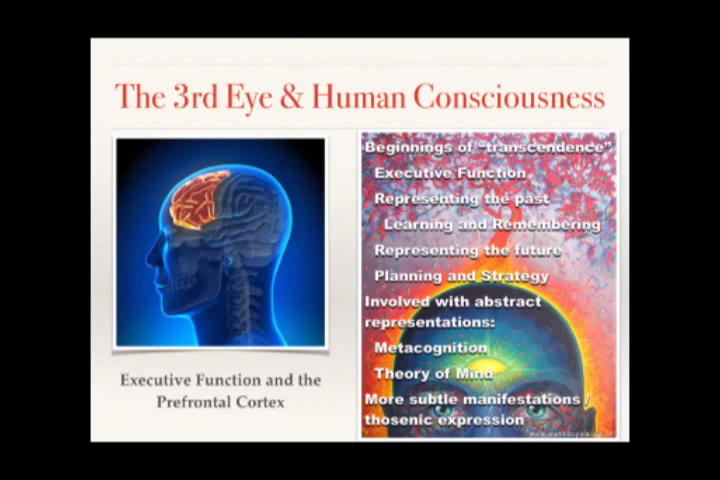 The 3rd Eye & Human Consciousness
Beginnings of "transcendence"
Executive Function
Representing the past
Learning and Remembering
Representing the future
Planning and Strategy
Involved with abstract
representations:
Metacognition
Theory of Mind
More subtle manifestations /
thosenic expression
Executive Function and the
Prefrontal Cortex